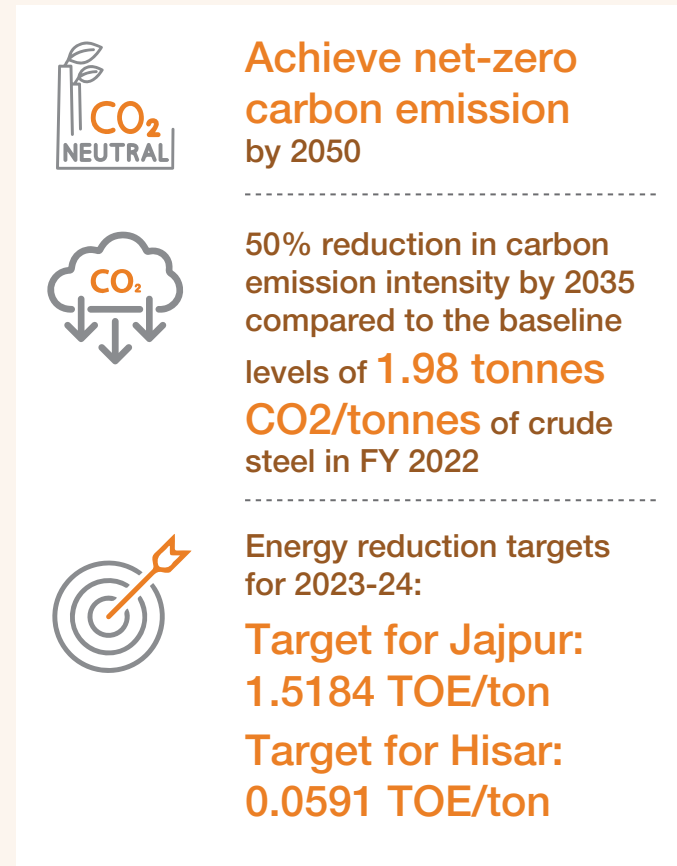 CO2
NEUTRAL
Achieve net-zero
carbon emission
by 2050
CO2
50% reduction in carbon
emission intensity by 2035
compared to the baseline
levels of 1.98 tonnes
CO2/tonnes of crude
steel in FY 2022
Energy reduction targets
for 2023-24:
Target for Jajpur:
1.5184 TOE/ton
Target for Hisar:
0.0591 TOE/ton